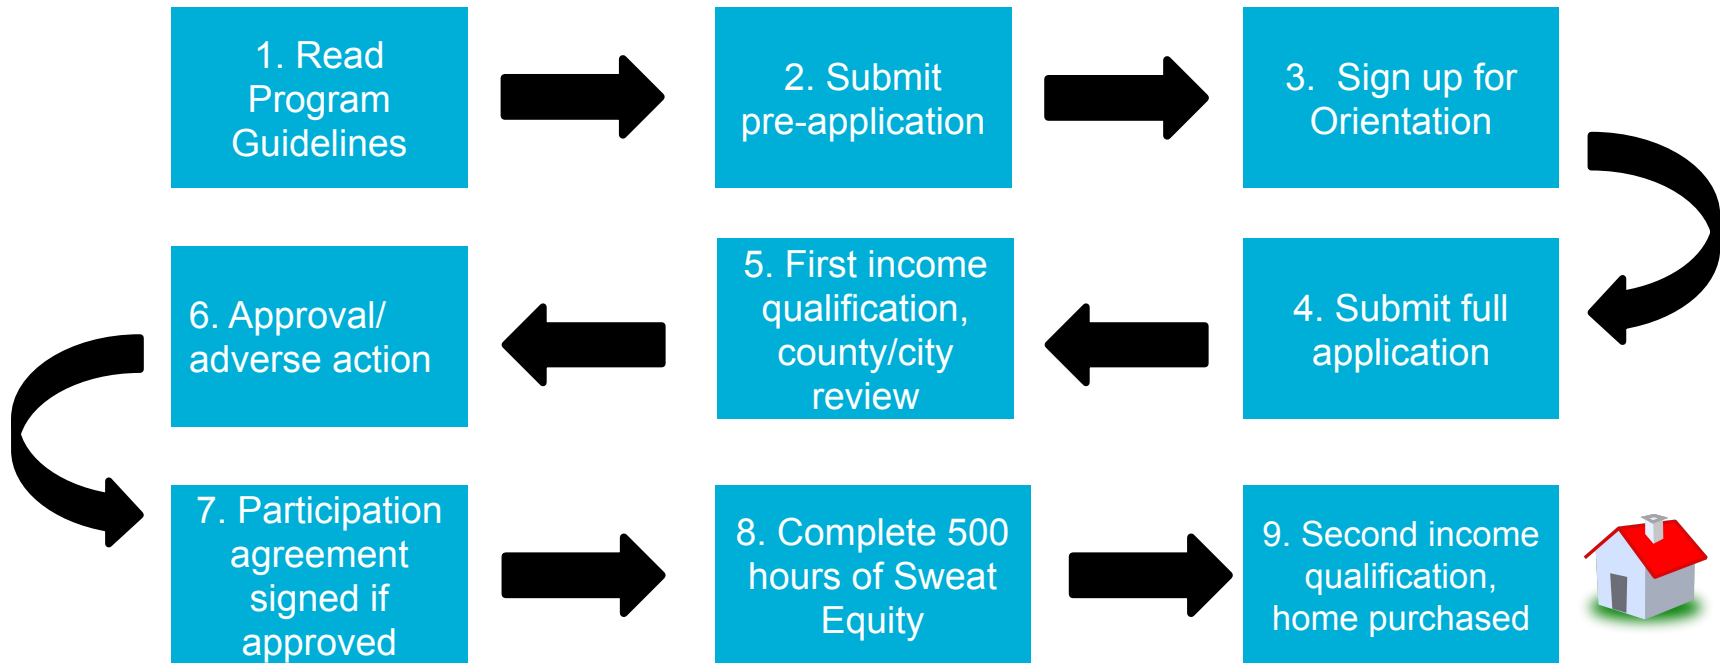 1. Read
Program
Guidelines
2. Submit
pre-application
3. Sign up for
Orientation
4. Submit full
application
5. First income
qualification,
county/city
review
6. Approval/
adverse action
7. Participation
agreement
signed if
approved
8. Complete 500
hours of Sweat
Equity
9. Second income
qualification,
home purchased